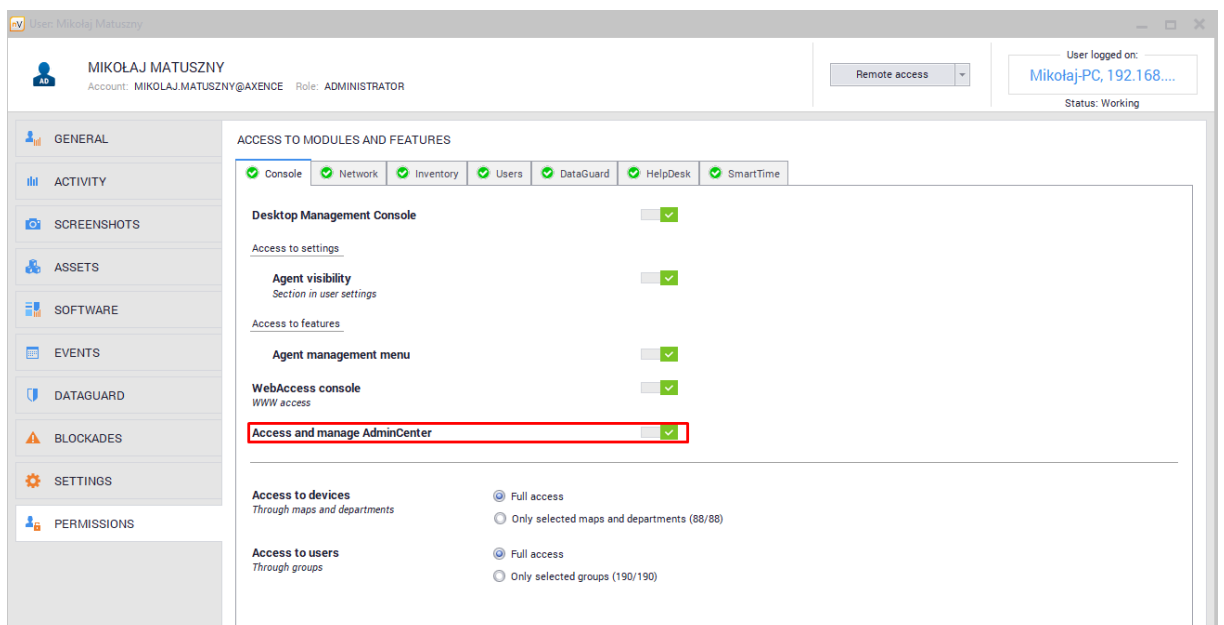 nV User: Mikołaj Matuszny
MIKOŁAJ MATUSZNY
Account: MIKOLAJ.MATUSZNY@AXENCE Role: ADMINISTRATOR
AD
Remote access
User logged on:
Mikołaj-PC, 192.168....
Status: Working
GENERAL
ACTIVITY
SCREENSHOTS
ASSETS
SOFTWARE
EVENTS
DATAGUARD
BLOCKADES
SETTINGS
PERMISSIONS
ACCESS TO MODULES AND FEATURES
Console Network Inventory Users DataGuard HelpDesk SmartTime
Desktop Management Console
Access to settings
Agent visibility
Section in user settings
Access to features
Agent management menu
WebAccess console
WWW access
Access and manage AdminCenter
Access to devices
Through maps and departments
Full access
Only selected maps and departments (88/88)
Access to users
Through groups
Full access
Only selected groups (190/190)